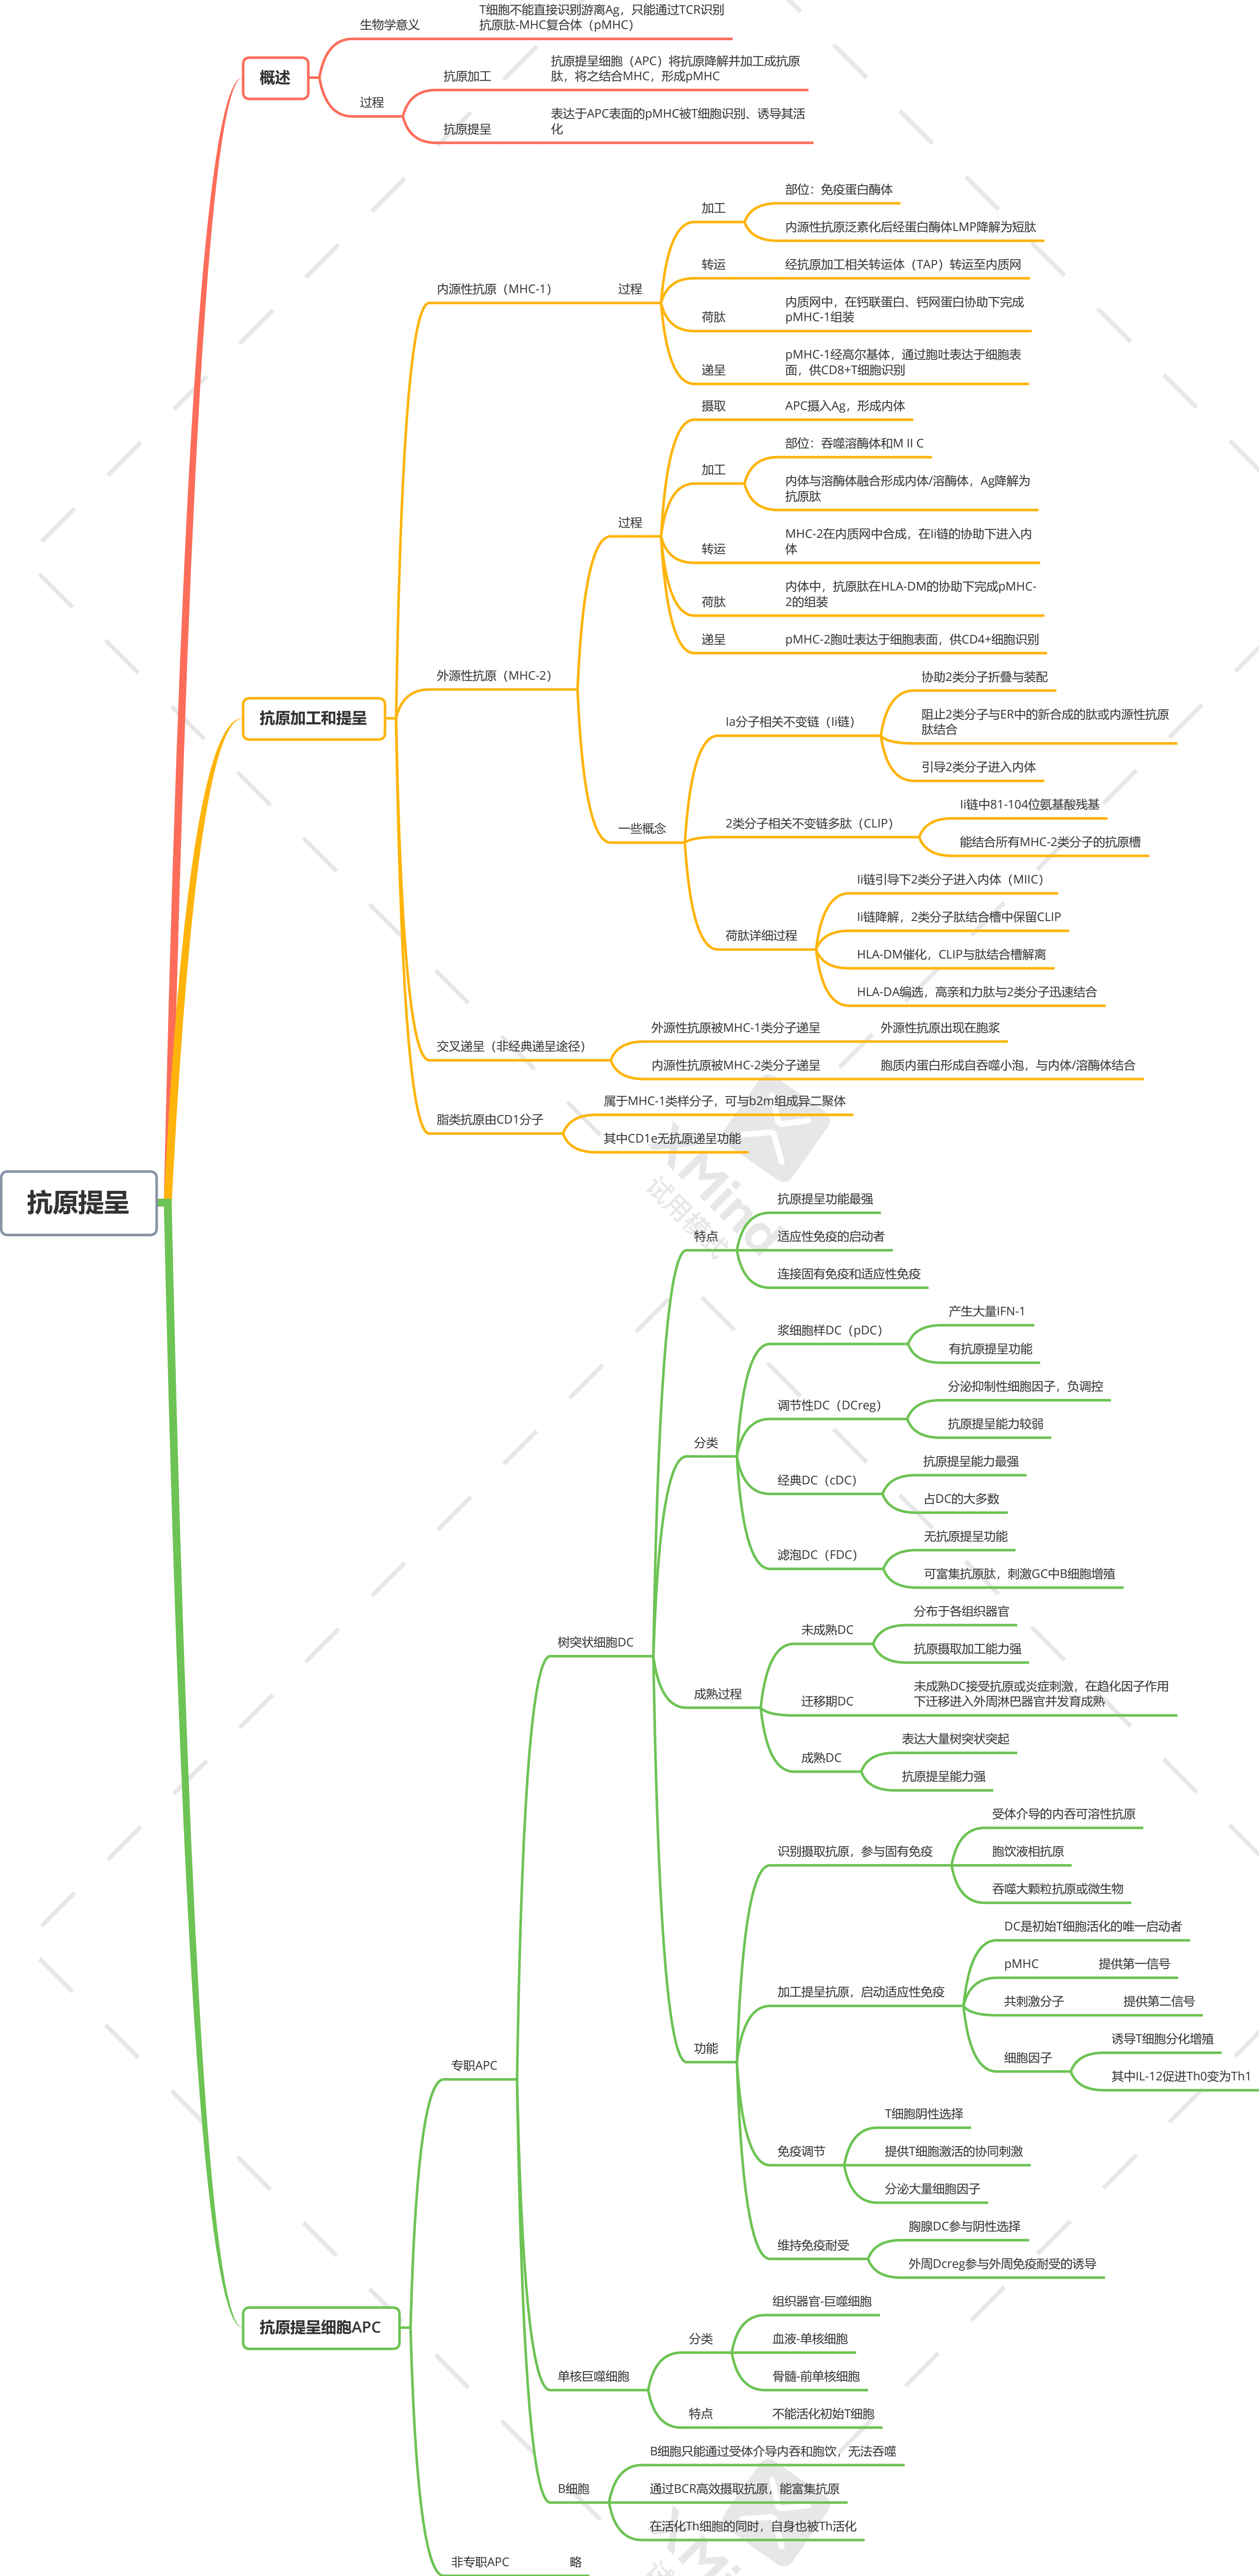 抗原提呈
概述
生物学意义
T细胞不能直接识别游离Ag，只能通过TCR识别
抗原肽-MHC复合体（pMHC）
过程
抗原加工
抗原提呈细胞（APC）将抗原降解并加工成抗原
肽，将之结合MHC，形成pMHC
抗原提呈
表达于APC表面的pMHC被T细胞识别、诱导其活
化
抗原加工和提呈
内源性抗原（MHC-1）
过程
加工
部位：免疫蛋白酶体
内源性抗原泛素化后经蛋白酶体LMP降解为短肽
转运
经抗原加工相关转运体（TAP）转运至内质网
荷肽
内质网中，在钙联蛋白、钙网蛋白协助下完成
pMHC-1组装
递呈
pMHC-1经高尔基体，通过胞吐表达于细胞表
面，供CD8+T细胞识别
外源性抗原（MHC-2）
过程
摄取
APC摄入Ag，形成内体
加工
部位：吞噬溶酶体和M II C
内体与溶酶体融合形成内体/溶酶体，Ag降解为
抗原肽
转运
MHC-2在内质网中合成，在Ii链的协助下进入内
体
荷肽
内体中，抗原肽在HLA-DM的协助下完成pMHC-
2的组装
递呈
pMHC-2胞吐表达于细胞表面，供CD4+细胞识别
一些概念
Ia分子相关不变链（Ii链）
协助2类分子折叠与装配
阻止2类分子与ER中的新合成的肽或内源性抗原
肽结合
引导2类分子进入内体
2类分子相关不变链多肽（CLIP）
Ii链中81-104位氨基酸残基
能结合所有MHC-2类分子的抗原槽
荷肽详细过程
Ii链引导下2类分子进入内体（MIIC）
Ii链降解，2类分子肽结合槽中保留CLIP
HLA-DM催化，CLIP与肽结合槽解离
HLA-DA编选，高亲和力肽与2类分子迅速结合
交叉递呈（非经典递呈途径）
外源性抗原被MHC-1类分子递呈
外源性抗原出现在胞浆
内源性抗原被MHC-2类分子递呈
胞质内蛋白形成自吞噬小泡，与内体/溶酶体结合
脂类抗原由CD1分子
属于MHC-1类样分子，可与b2m组成异二聚体
其中CD1e无抗原递呈功能
抗原提呈细胞APC
专职APC
树突状细胞DC
特点
抗原提呈功能最强
适应性免疫的启动者
连接固有免疫和适应性免疫
分类
浆细胞样DC（pDC）
产生大量IFN-1
有抗原提呈功能
调节性DC（DCreg）
分泌抑制性细胞因子，负调控
抗原提呈能力较弱
经典DC（cDC）
抗原提呈能力最强
占DC的大多数
滤泡DC（FDC）
无抗原提呈功能
可富集抗原肽，刺激GC中B细胞增殖
成熟过程
未成熟DC
分布于各组织器官
抗原摄取加工能力强
迁移期DC
未成熟DC接受抗原或炎症刺激，在趋化因子作用
下迁移进入外周淋巴器官并发育成熟
成熟DC
表达大量树突状突起
抗原提呈能力强
功能
识别摄取抗原，参与固有免疫
受体介导的内吞可溶性抗原
胞饮液相抗原
吞噬大颗粒抗原或微生物
加工提呈抗原，启动适应性免疫
DC是初始T细胞活化的唯一启动者
pMHC
提供第一信号
共刺激分子
提供第二信号
细胞因子
诱导T细胞分化增殖
其中IL-12促进Th0变为Th1
免疫调节
T细胞阴性选择
提供T细胞激活的协同刺激
分泌大量细胞因子
维持免疫耐受
胸腺DC参与阴性选择
外周Dcreg参与外周免疫耐受的诱导
单核巨噬细胞
分类
组织器官-巨噬细胞
血液-单核细胞
骨髓-前单核细胞
特点
不能活化初始T细胞
B细胞
B细胞只能通过受体介导内吞和胞饮，无法吞噬
通过BCR高效摄取抗原，能富集抗原
在活化Th细胞的同时，自身也被Th活化
非专职APC
略
XMind
试用模式